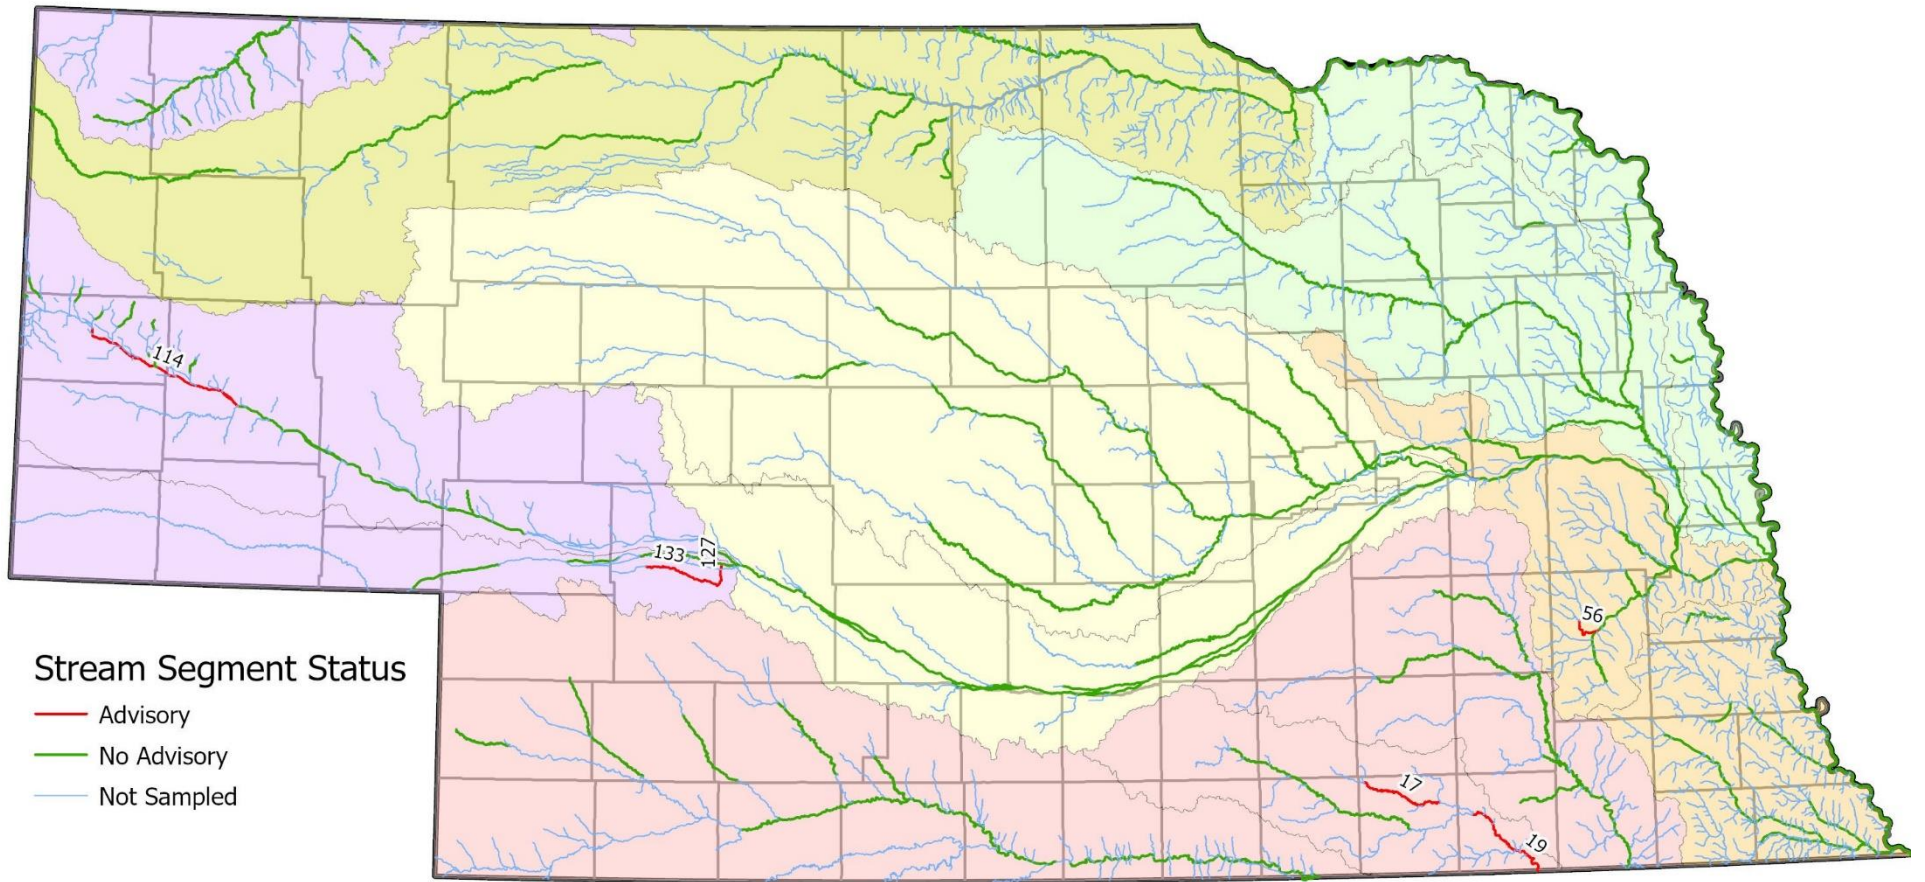 114
133
127
56
Stream Segment Status
Advisory
No Advisory
Not Sampled
17
19